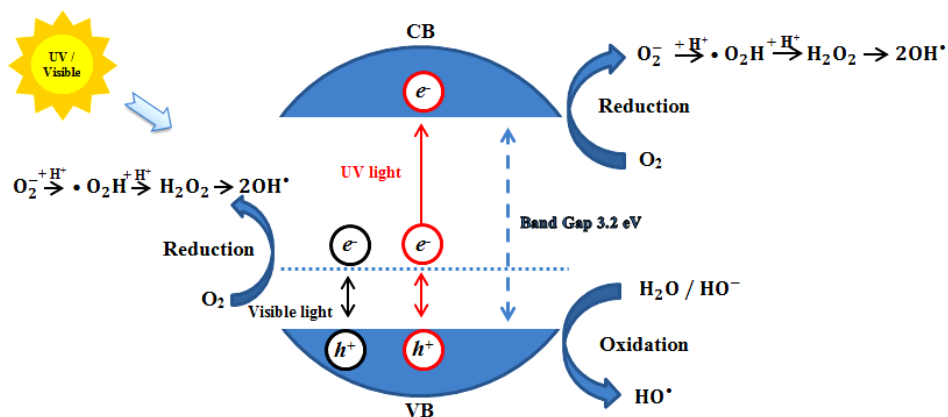 CB
UV /
Visible
O₂⁻ + H⁺ → • O₂H + H⁺ → H₂O₂ → 2OH•
e⁻
Reduction
O₂
UV light
O₂⁻ + H⁺ → • O₂H + H⁺ → H₂O₂ → 2OH•
Band Gap 3.2 eV
e⁻ e⁻
Reduction
O₂
Visible light
H₂O / HO⁻
h⁺ h⁺
Oxidation
HO•
VB